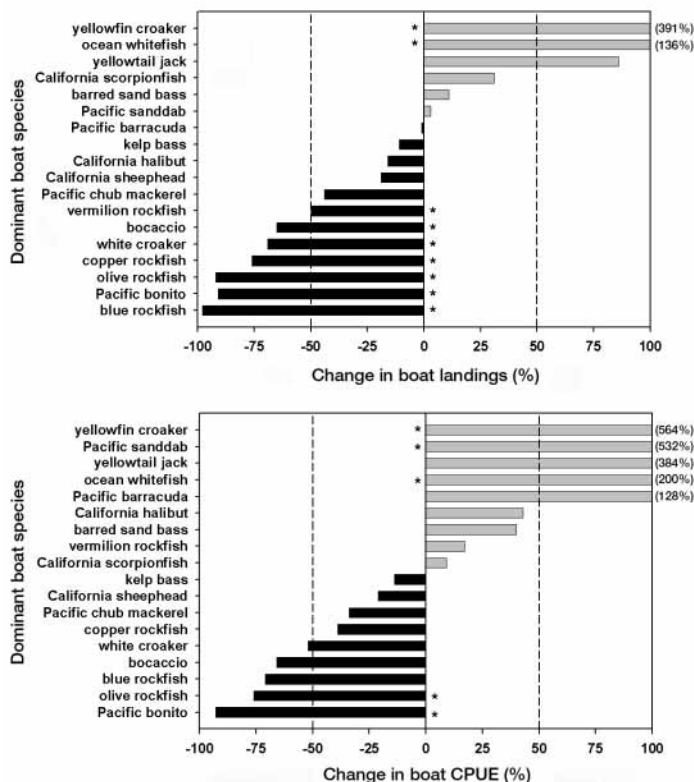 yellowfin croaker * (391%)
ocean whitefish * (136%)
yellowtail jack
California scorpionfish
barred sand bass
Pacific sanddab
Pacific barracuda
kelp bass
California halibut
California sheephead
Pacific chub mackerel
vermilion rockfish *
bocaccio *
white croaker *
copper rockfish *
olive rockfish *
Pacific bonito *
blue rockfish *
Dominant boat species
-100 -75 -50 -25 0 25 50 75 100
Change in boat landings (%)
yellowfin croaker * (564%)
Pacific sanddab * (532%)
yellowtail jack (384%)
ocean whitefish * (200%)
Pacific barracuda (128%)
California halibut
barred sand bass
vermilion rockfish
California scorpionfish
kelp bass
California sheephead
Pacific chub mackerel
copper rockfish
white croaker
bocaccio
blue rockfish
olive rockfish *
Pacific bonito *
Dominant boat species
-100 -75 -50 -25 0 25 50 75 100
Change in boat CPUE (%)